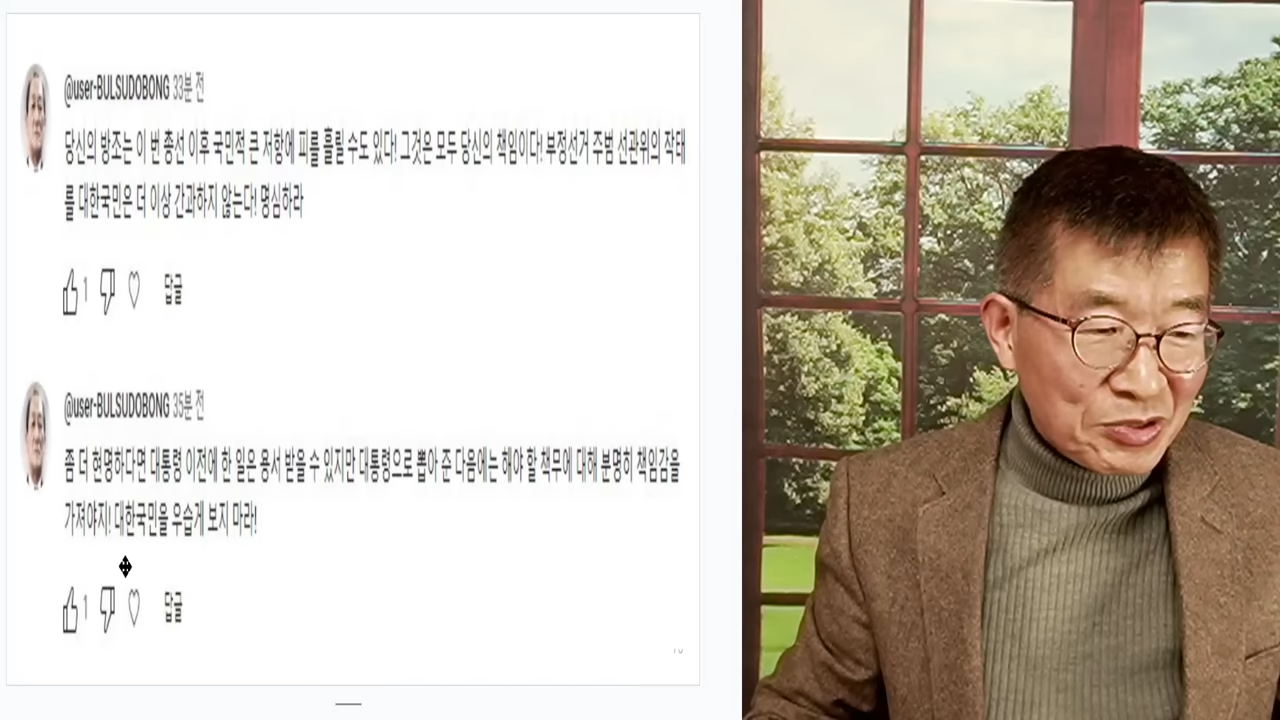 @user-BULSUDOBONG 33분 전
당신의 방조는 이 번 총선 이후 국민적 큰 저항에 피를 흘릴 수도 있다! 그것은 모두 당신의 책임이다! 부정선거 주범 선관위의 작태
를 대한국민은 더 이상 간과하지 않는다! 명심하라
1 답글
@user-BULSUDOBONG 35분 전
좀 더 현명하다면 대통령 이전에 한 일은 용서 받을 수 있지만 대통령으로 뽑아 준 다음에는 해야 할 책무에 대해 분명히 책임감을
가져야지! 대한국민을 우습게 보지 마라!
1 답글